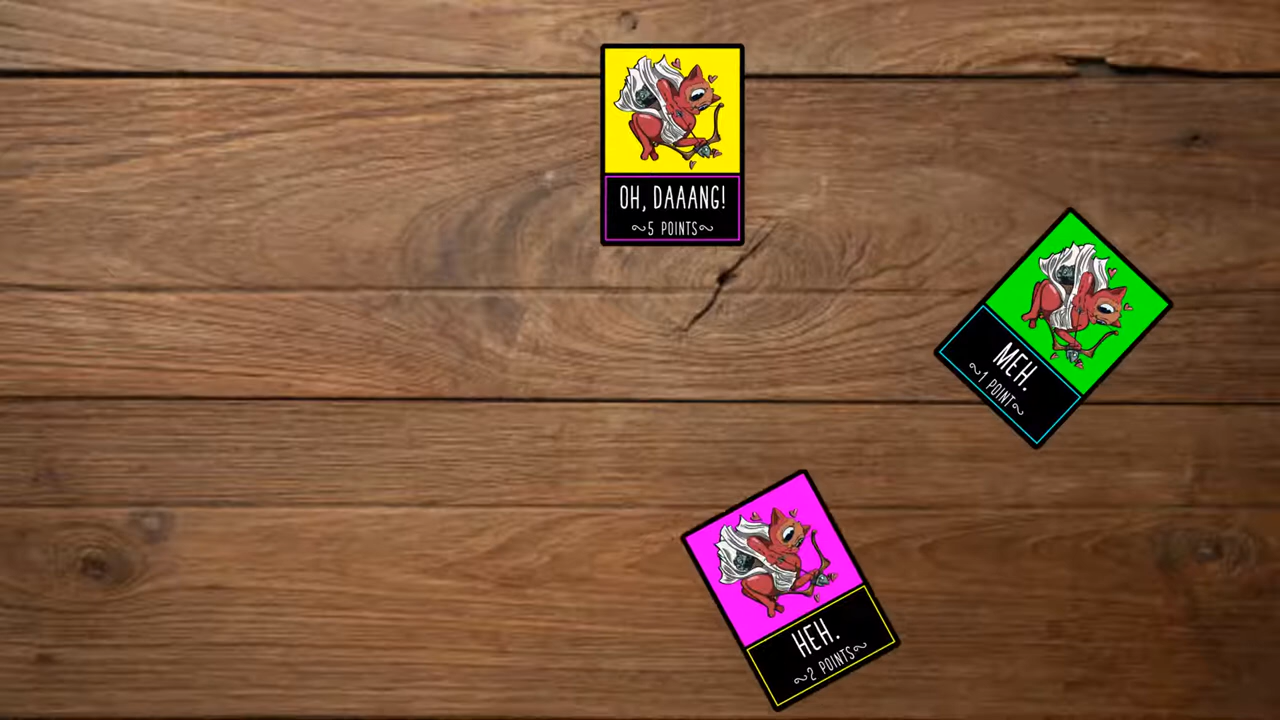 OH, DAAANG!
~5 POINTS~
MEH.
~1 POINT~
HEH.
~2 POINTS~